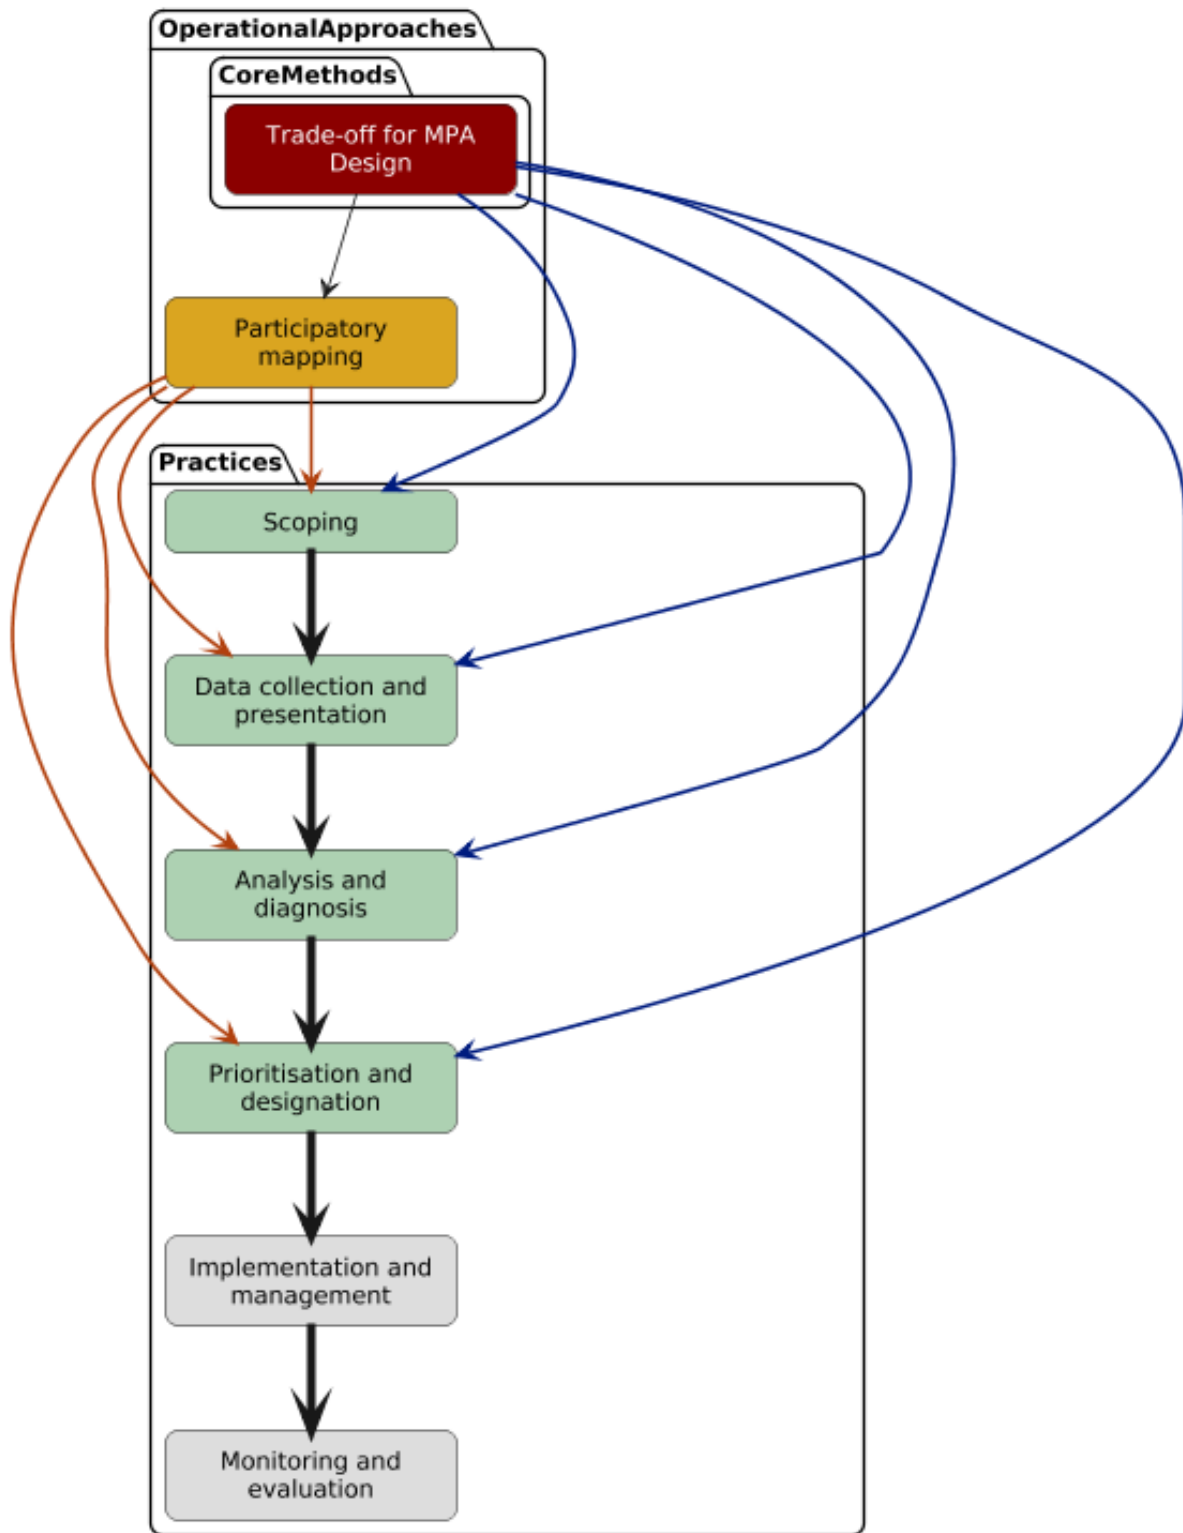 OperationalApproaches
CoreMethods
Trade-off for MPA
Design
Participatory
mapping
Practices
Scoping
Data collection and
presentation
Analysis and
diagnosis
Prioritisation and
designation
Implementation and
management
Monitoring and
evaluation